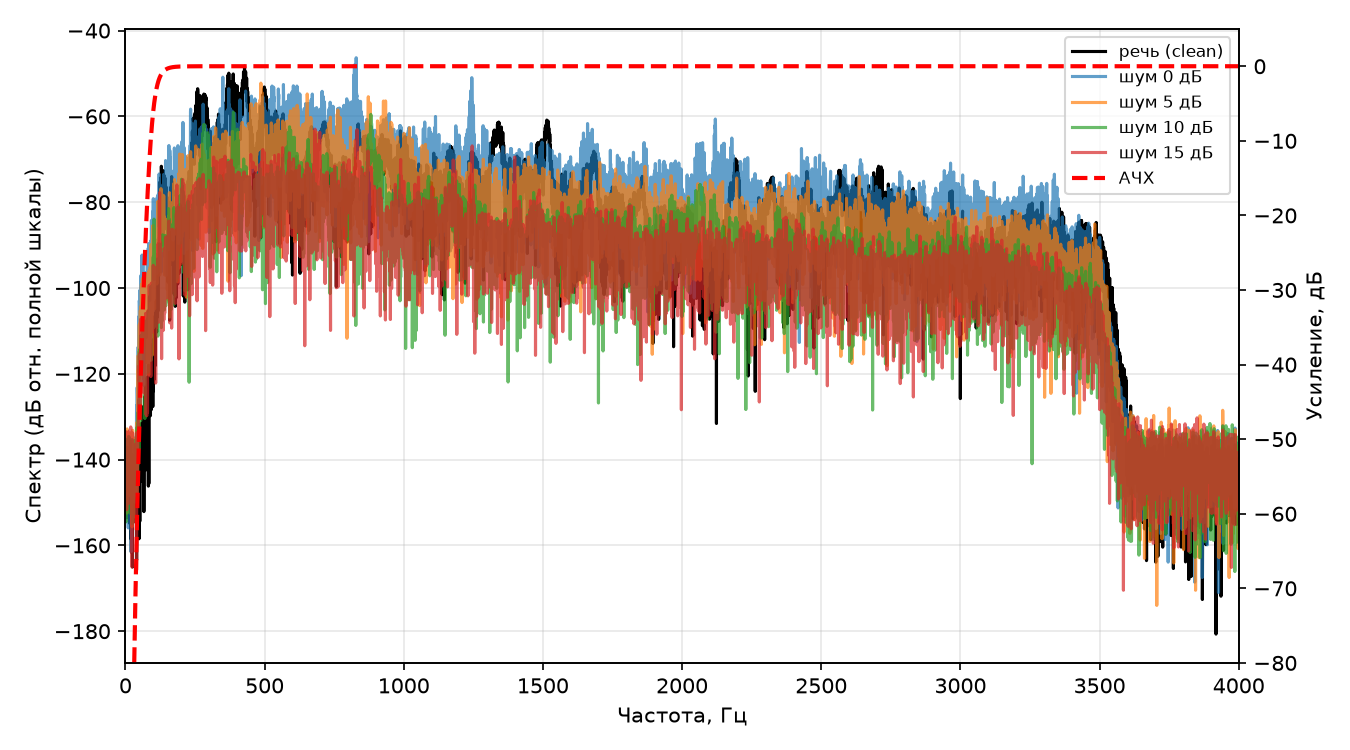 −40
−60
−80
−100
−120
−140
−160
−180
Спектр (дБ отн. полной шкалы)
0
500
1000
1500
2000
2500
3000
3500
4000
Частота, Гц
0
−10
−20
−30
−40
−50
−60
−70
−80
Усиление, дБ
речь (clean)
шум 0 дБ
шум 5 дБ
шум 10 дБ
шум 15 дБ
АЧХ